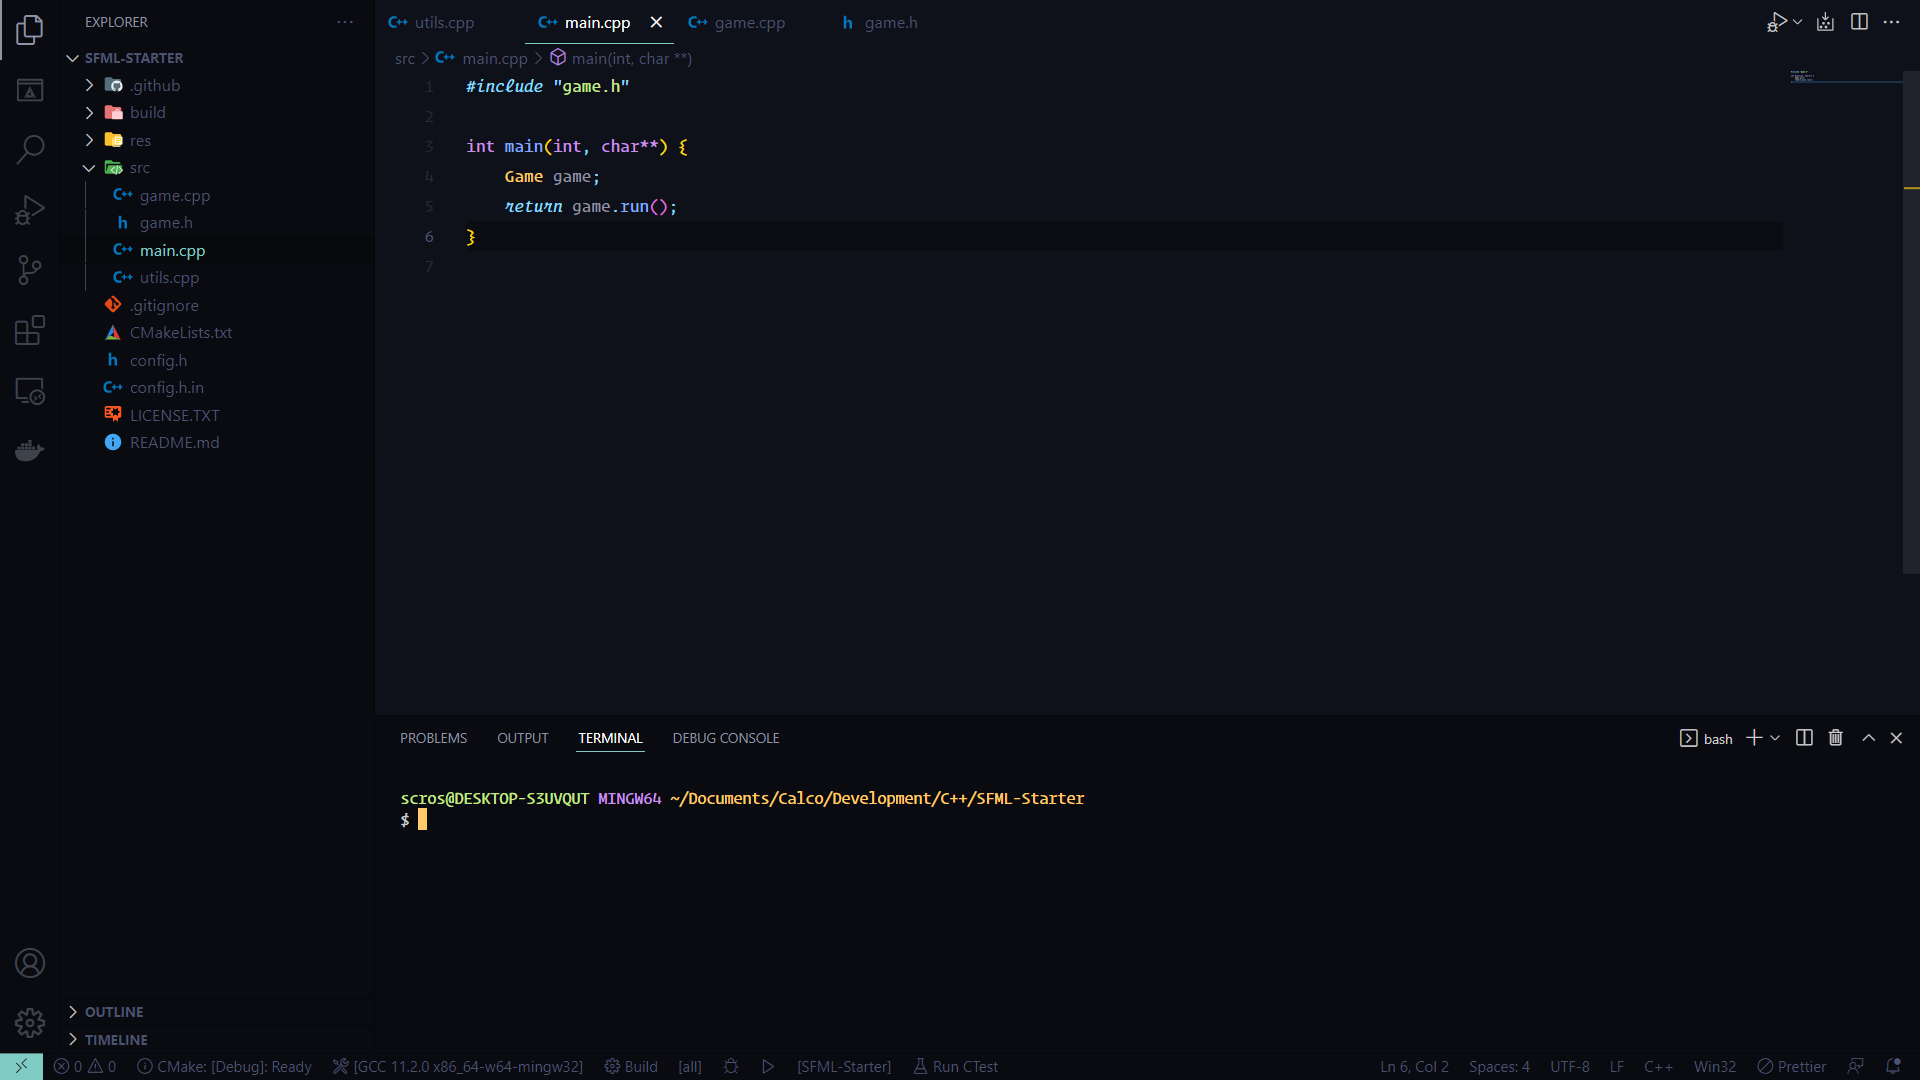 EXPLORER
SFML-STARTER
.github
build
res
src
C++ game.cpp
h game.h
C++ main.cpp
C++ utils.cpp
.gitignore
CMakeLists.txt
h config.h
C++ config.h.in
LICENSE.TXT
README.md
OUTLINE
TIMELINE
C++ utils.cpp C++ main.cpp C++ game.cpp h game.h
src > C++ main.cpp > main(int, char **)
1 #include "game.h"
2
3 int main(int, char**) {
4 Game game;
5 return game.run();
6 }
7
PROBLEMS OUTPUT TERMINAL DEBUG CONSOLE bash
scros@DESKTOP-S3UVQUT MINGW64 ~/Documents/Calco/Development/C++/SFML-Starter
$
0 0 CMake: [Debug]: Ready [GCC 11.2.0 x86_64-w64-mingw32] Build [all] [SFML-Starter] Run CTest Ln 6, Col 2 Spaces: 4 UTF-8 LF C++ Win32 Prettier